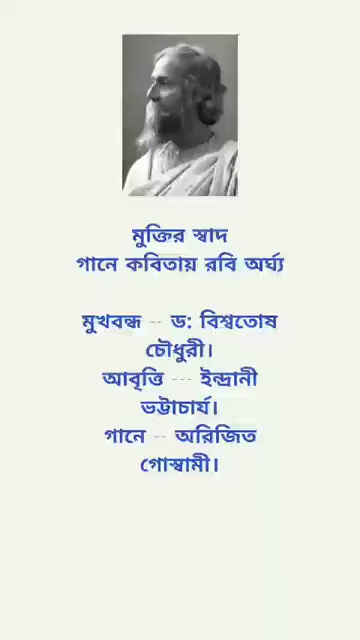 মুক্তির স্বাদ
গানে কবিতায় রবি অর্ঘ্য
মুখবন্ধ -- ড: বিশ্বতোষ
চৌধুরী।
আবৃত্তি --- ইন্দ্রানী
ভট্টাচার্য।
গানে -- অরিজিত
গোস্বামী।